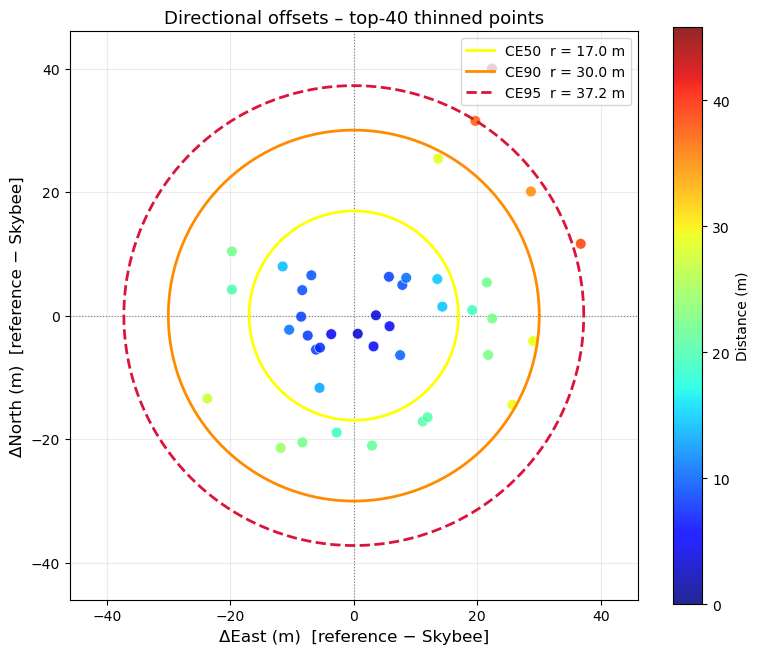 Directional offsets – top-40 thinned points
CE50  r = 17.0 m
CE90  r = 30.0 m
CE95  r = 37.2 m
40
20
0
−20
−40
−40
−20
0
20
40
ΔNorth (m)  [reference − Skybee]
ΔEast (m)  [reference − Skybee]
40
30
20
10
0
Distance (m)